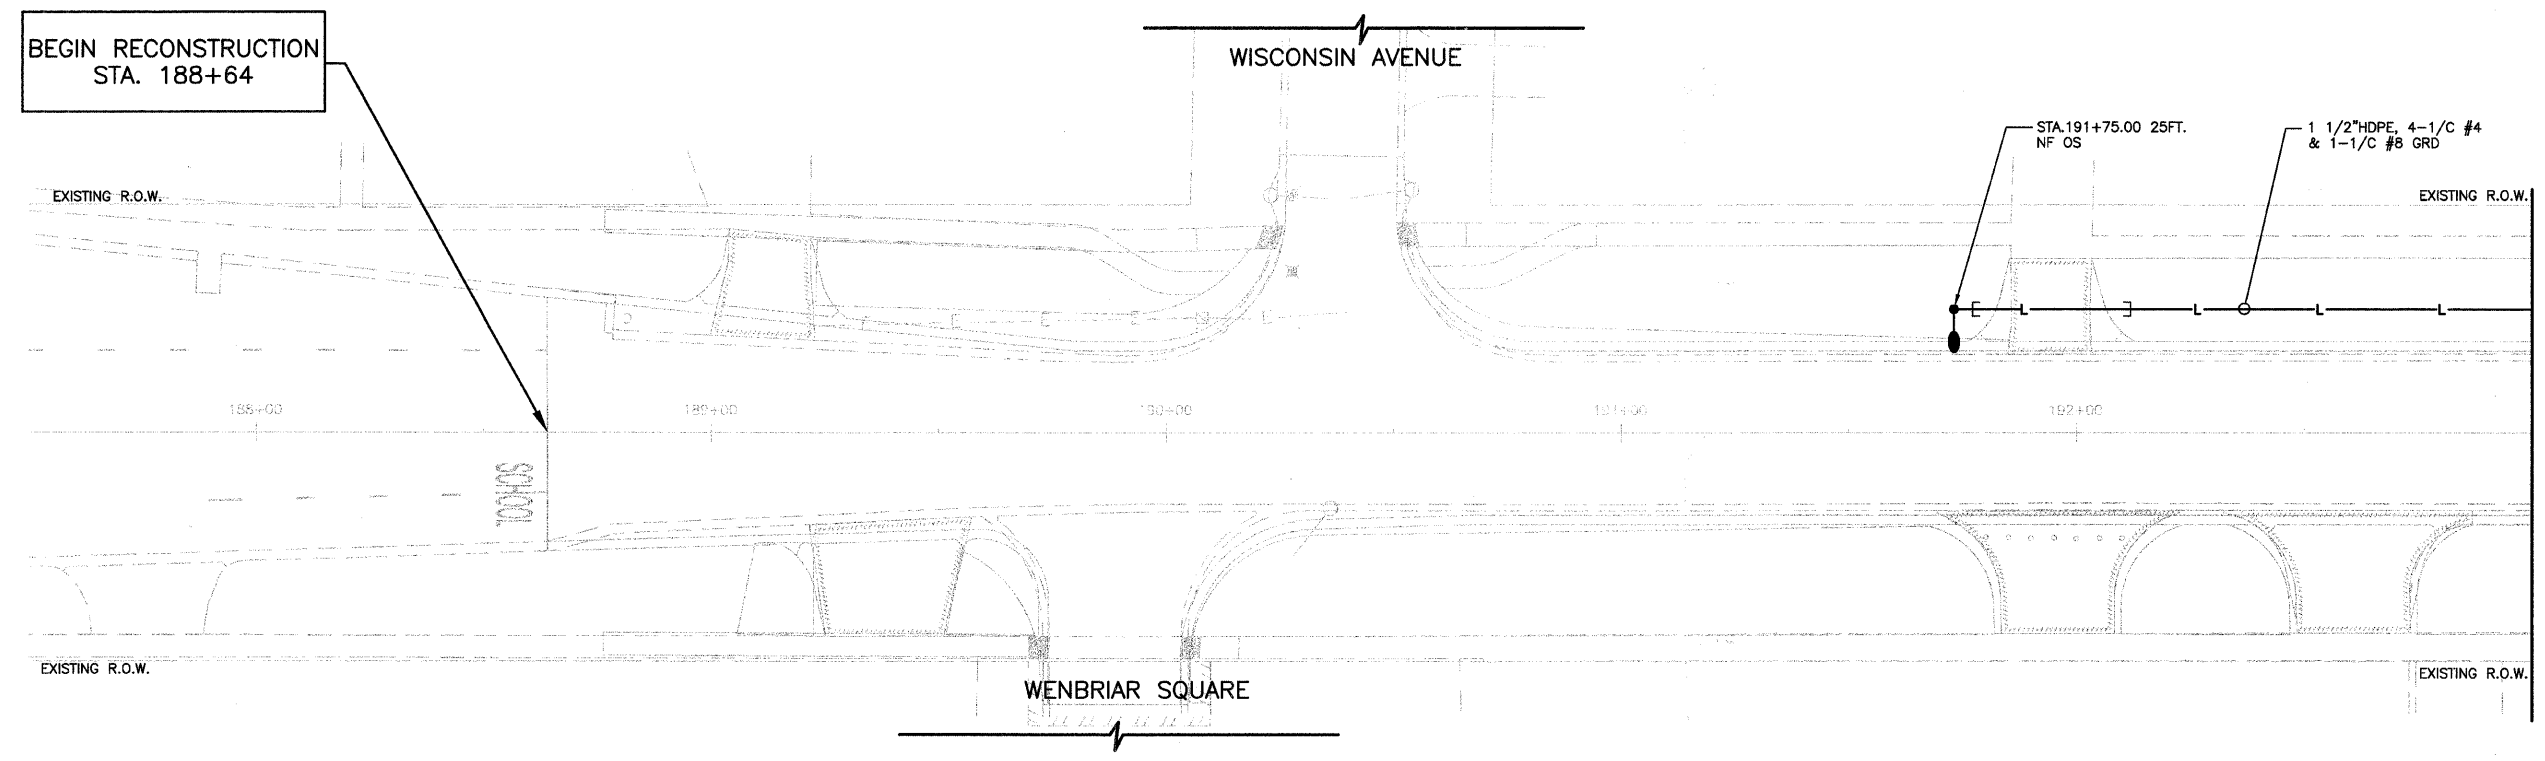 BEGIN RECONSTRUCTION
STA. 188+64
WISCONSIN AVENUE
STA.191+75.00 25FT.
NF OS
1 1/2"HDPE, 4-1/C #4
& 1-1/C #8 GRD
EXISTING R.O.W.
EXISTING R.O.W.
L
L
L
L
188+00
189+00
190+00
191+00
192+00
SCHOOL
EXISTING R.O.W.
EXISTING R.O.W.
WENBRIAR SQUARE